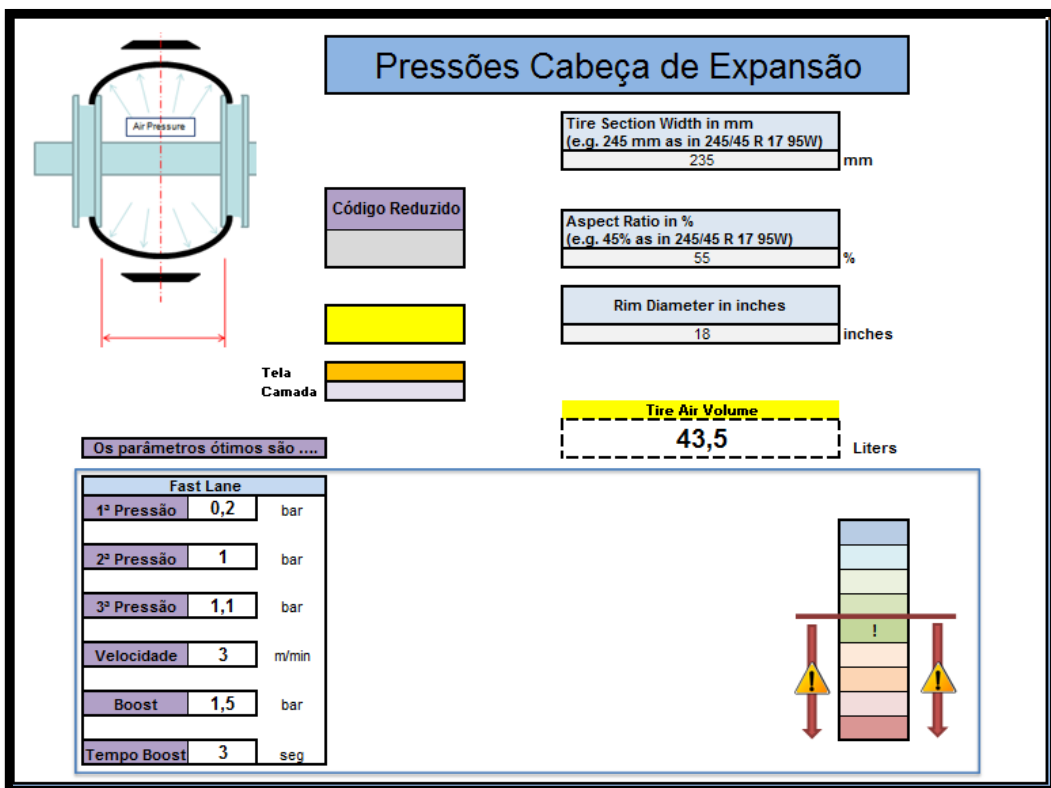 Pressões Cabeça de Expansão
Air Pressure
Tire Section Width in mm
(e.g. 245 mm as in 245/45 R 17 95W)
235 mm
Código Reduzido
Aspect Ratio in %
(e.g. 45% as in 245/45 R 17 95W)
55 %
Rim Diameter in inches
18 inches
Tela
Camada
Tire Air Volume
43,5 Liters
Os parâmetros ótimos são ....
Fast Lane
1ª Pressão 0,2 bar
2ª Pressão 1 bar
3ª Pressão 1,1 bar
Velocidade 3 m/min
Boost 1,5 bar
Tempo Boost 3 seg
!
! !